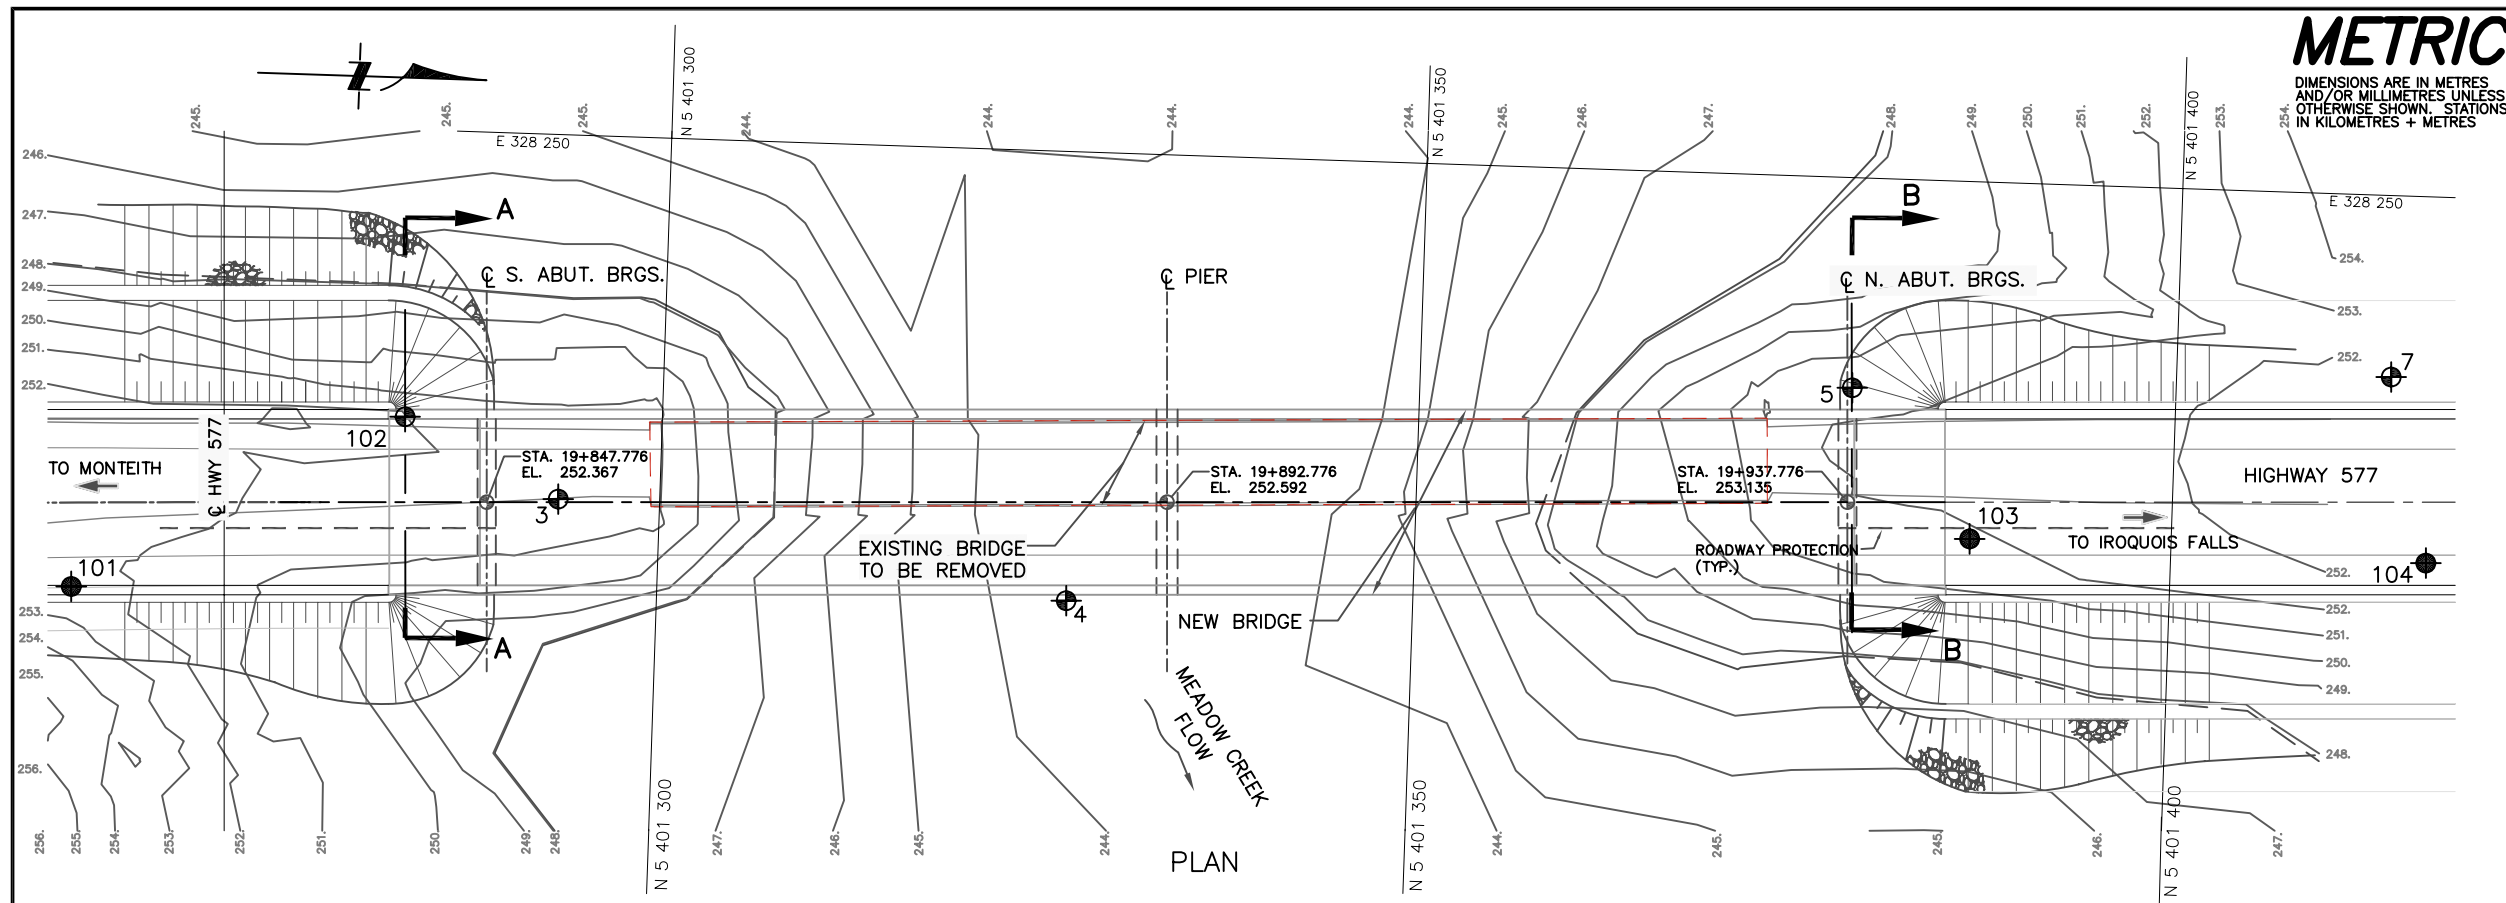 METRIC
DIMENSIONS ARE IN METRES
AND/OR MILLIMETRES UNLESS
OTHERWISE SHOWN. STATIONS
IN KILOMETRES + METRES
N 5 401 300
N 5 401 350
N 5 401 400
E 328 250
E 328 250
245.
245.
245.
244.
244.
244.
244.
245.
246.
247.
248.
249.
250.
251.
252.
253.
254.
246.
247.
248.
249.
250.
251.
252.
253.
254.
255.
256.
A
B
℄ S. ABUT. BRGS.
℄ PIER
℄ N. ABUT. BRGS.
254.
253.
252.
7
5
102
℄ HWY 577
TO MONTEITH
STA. 19+847.776
EL. 252.367
STA. 19+892.776
EL. 252.592
STA. 19+937.776
EL. 253.135
HIGHWAY 577
3
103
EXISTING BRIDGE
TO BE REMOVED
ROADWAY PROTECTION
(TYP.)
TO IROQUOIS FALLS
101
104
4
NEW BRIDGE
A
B
252.
252.
251.
250.
249.
248.
MEADOW CREEK
FLOW
256.
255.
254.
253.
252.
251.
250.
249.
248.
N 5 401 300
247.
246.
245.
244.
N 5 401 350
244.
245.
245.
246.
N 5 401 400
247.
PLAN